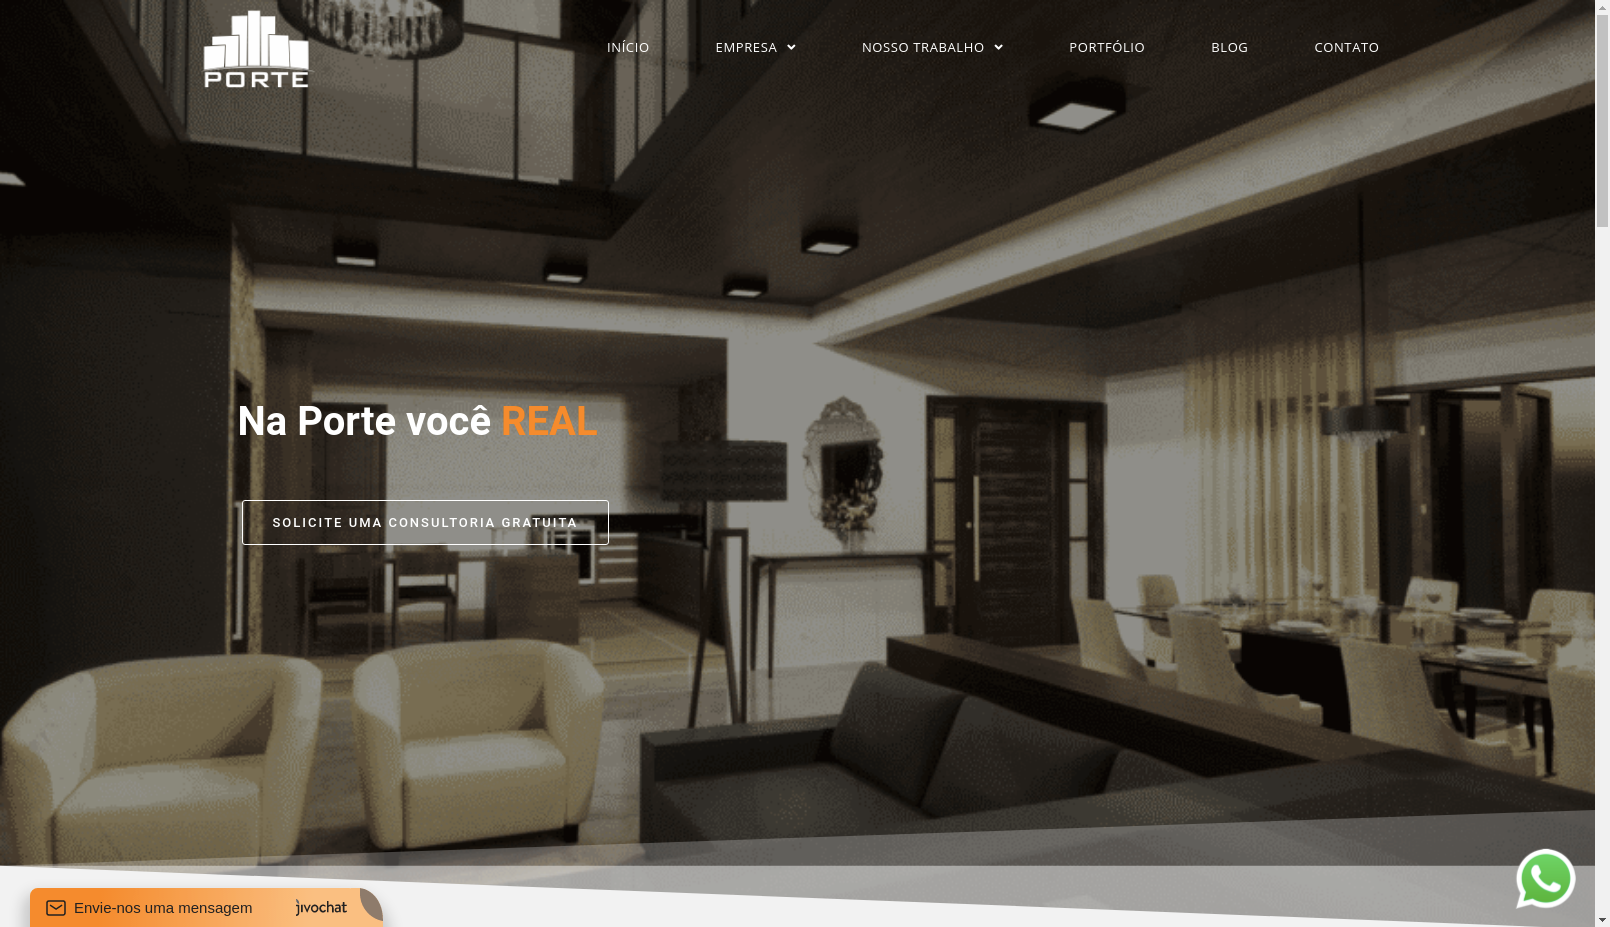 PORTE
INÍCIO
EMPRESA
NOSSO TRABALHO
PORTFÓLIO
BLOG
CONTATO
Na Porte você REAL
SOLICITE UMA CONSULTORIA GRATUITA
Envie-nos uma mensagem
jivochat